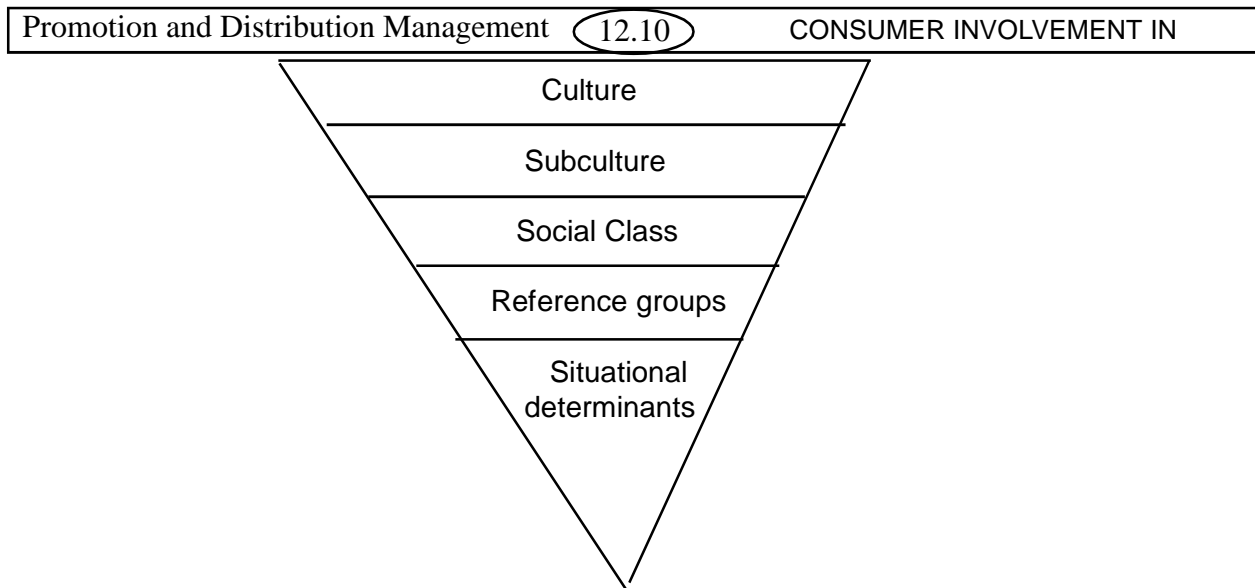 Promotion and Distribution Management 12.10 CONSUMER INVOLVEMENT IN
Culture
Subculture
Social Class
Reference groups
Situational
determinants